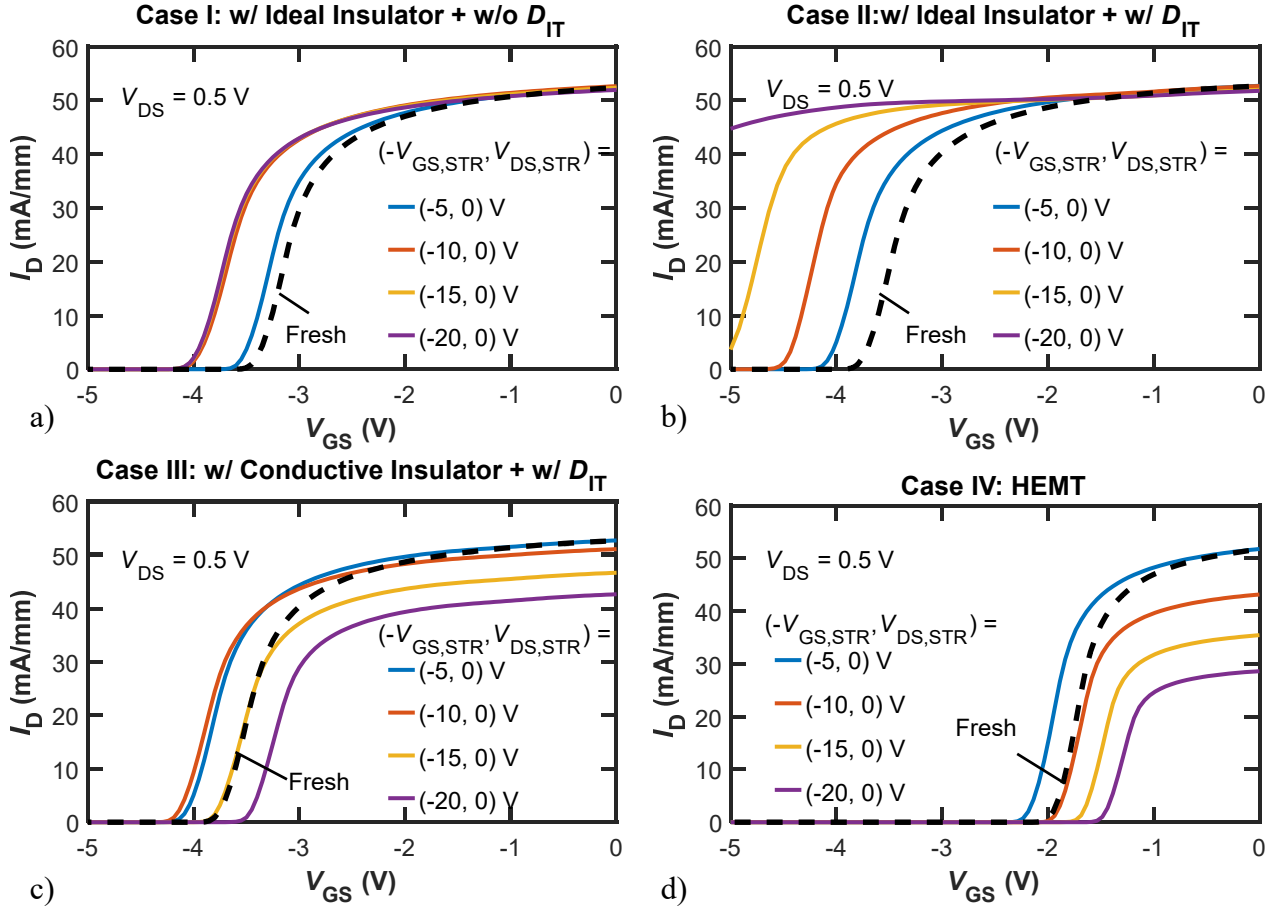 Case I: w/ Ideal Insulator + w/o DIT
60
50
40
30
20
10
0
ID (mA/mm)
VDS = 0.5 V
(-VGS,STR, VDS,STR) =
(-5, 0) V
(-10, 0) V
(-15, 0) V
(-20, 0) V
Fresh
-5 -4 -3 -2 -1 0
VGS (V)
a)
Case II:w/ Ideal Insulator + w/ DIT
60
50
40
30
20
10
0
ID (mA/mm)
VDS = 0.5 V
(-VGS,STR, VDS,STR) =
(-5, 0) V
(-10, 0) V
(-15, 0) V
(-20, 0) V
Fresh
-5 -4 -3 -2 -1 0
VGS (V)
b)
Case III: w/ Conductive Insulator + w/ DIT
60
50
40
30
20
10
0
ID (mA/mm)
VDS = 0.5 V
(-VGS,STR, VDS,STR) =
(-5, 0) V
(-10, 0) V
(-15, 0) V
(-20, 0) V
Fresh
-5 -4 -3 -2 -1 0
VGS (V)
c)
Case IV: HEMT
60
50
40
30
20
10
0
ID (mA/mm)
VDS = 0.5 V
(-VGS,STR, VDS,STR) =
(-5, 0) V
(-10, 0) V
(-15, 0) V
(-20, 0) V
Fresh
-5 -4 -3 -2 -1 0
VGS (V)
d)